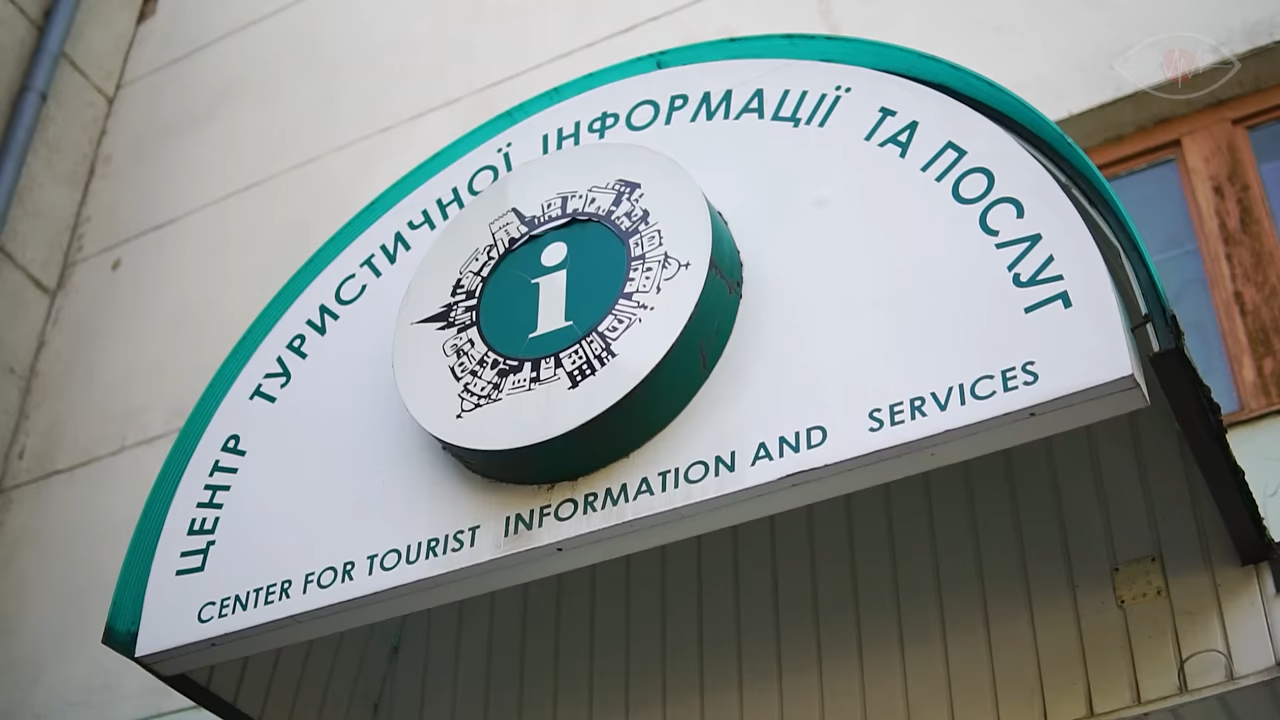 ЦЕНТР ТУРИСТИЧНОЇ ІНФОРМАЦІЇ ТА ПОСЛУГ
i
CENTER FOR TOURIST INFORMATION AND SERVICES